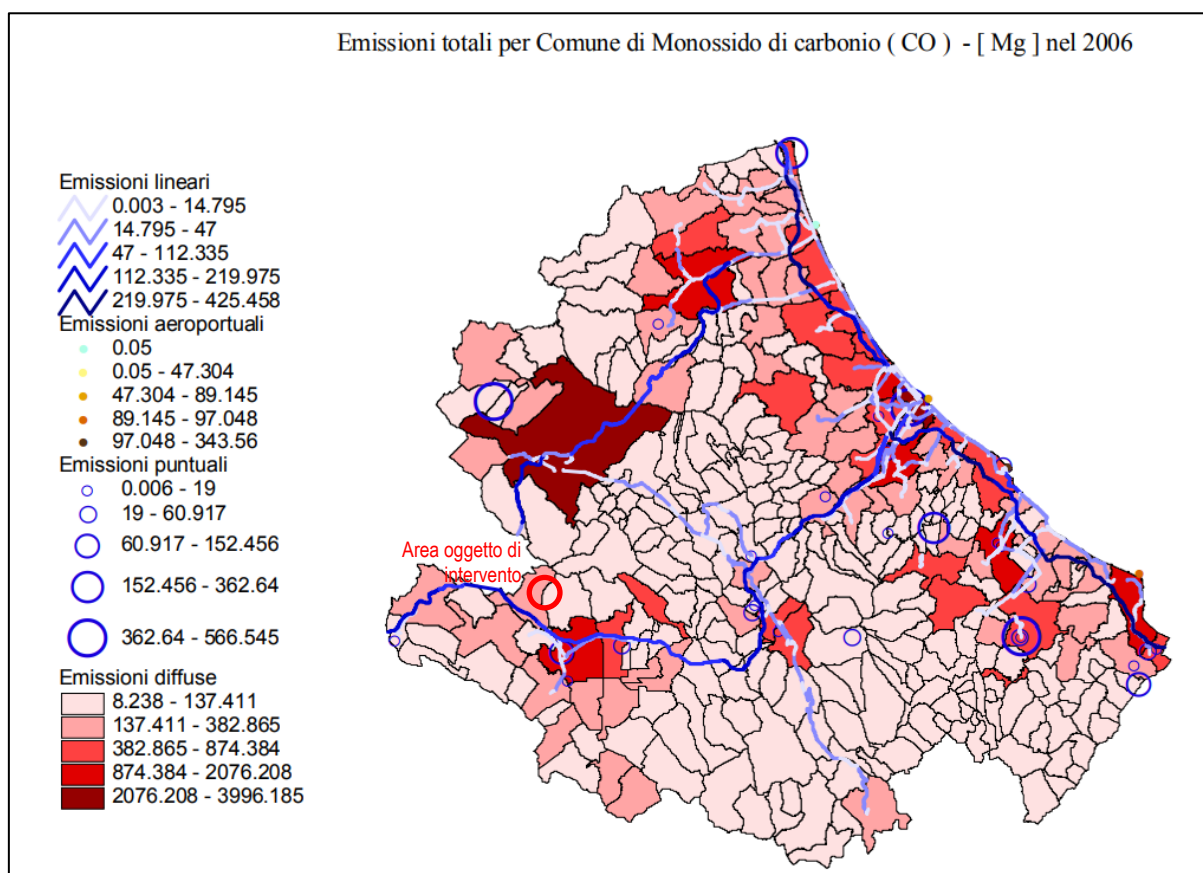 Emissioni totali per Comune di Monossido di carbonio ( CO ) - [ Mg ] nel 2006
Emissioni lineari
0.003 - 14.795
14.795 - 47
47 - 112.335
112.335 - 219.975
219.975 - 425.458
Emissioni aeroportuali
0.05
0.05 - 47.304
47.304 - 89.145
89.145 - 97.048
97.048 - 343.56
Emissioni puntuali
0.006 - 19
19 - 60.917
60.917 - 152.456
152.456 - 362.64
362.64 - 566.545
Emissioni diffuse
8.238 - 137.411
137.411 - 382.865
382.865 - 874.384
874.384 - 2076.208
2076.208 - 3996.185
Area oggetto di
intervento